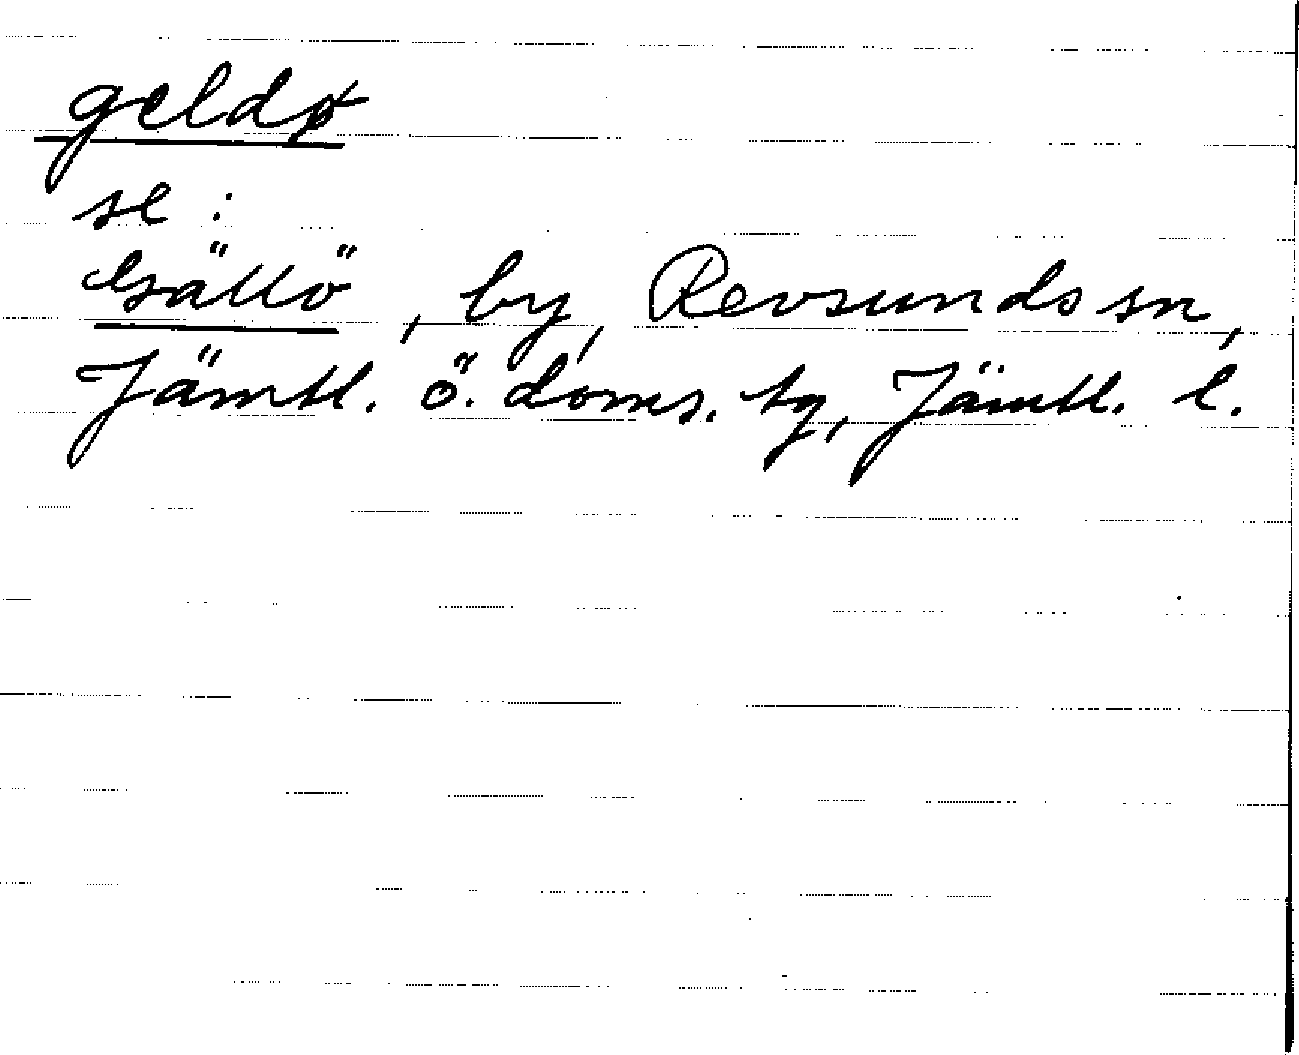 geldø
se :
Gällö, by, Revsunds sn,
Jämtl. ö. doms. tg, Jämtl. l.